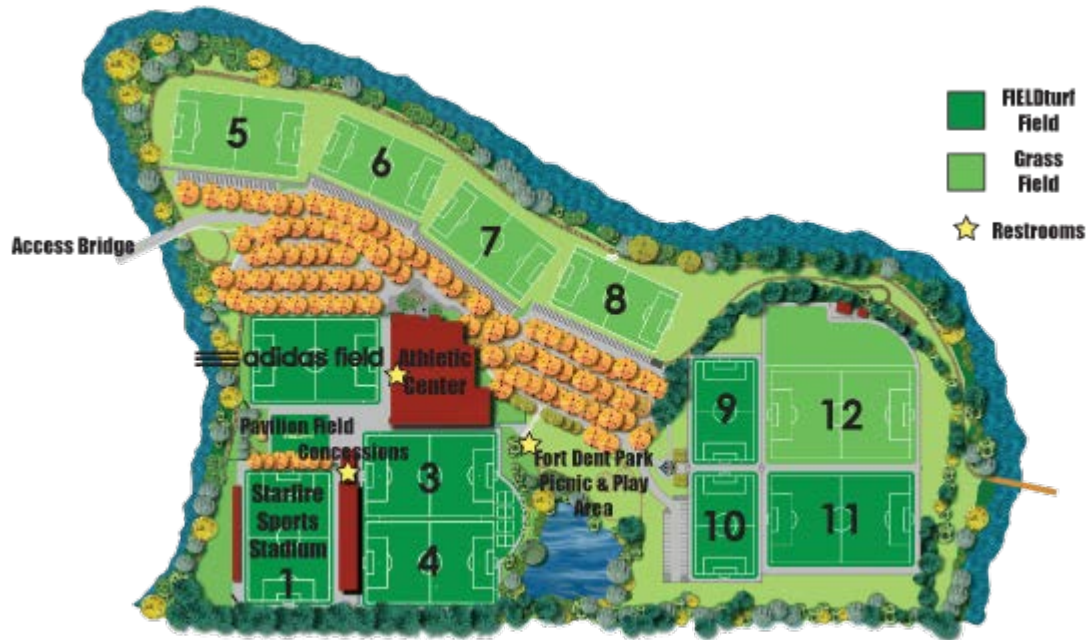 5
6
7
8
FIELDturf
Field
Grass
Field
Restrooms
Access Bridge
adidas field
Athletic
Center
9
12
Pavilion Field
Concessions
3
Fort Dent Park
Picnic & Play
Area
Starfire
Sports
Stadium
1
4
10
11